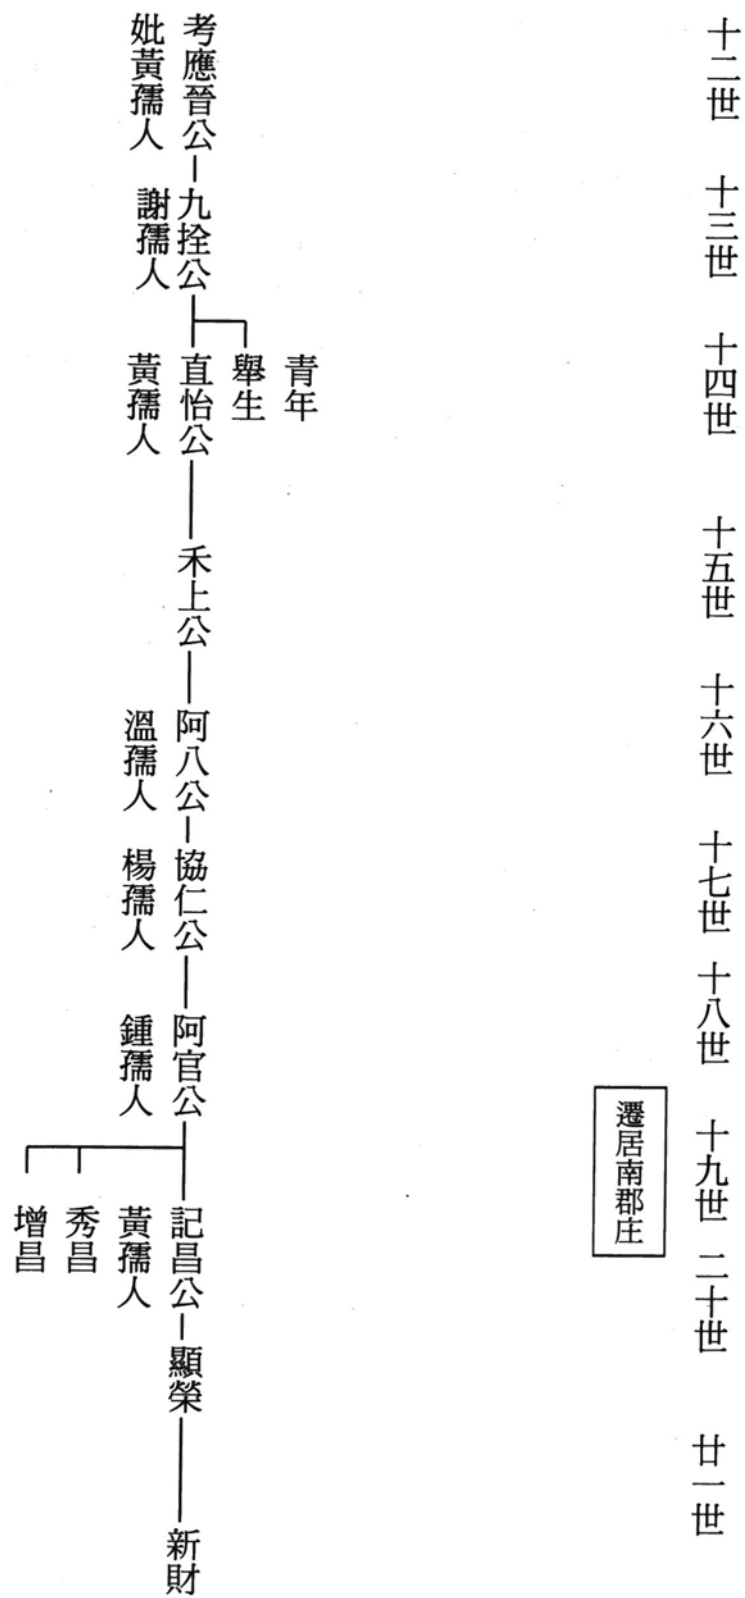 十二世
十三世
十四世
十五世
十六世
十七世
十八世
十九世
二十世
廿一世
遷居南郡庄
青年
舉生
考應晉公
九拴公
直怡公
禾上公
阿八公
協仁公
阿官公
記昌公
顯榮
新財
妣黃孺人
謝孺人
黃孺人
溫孺人
楊孺人
鍾孺人
黃孺人
秀昌
增昌